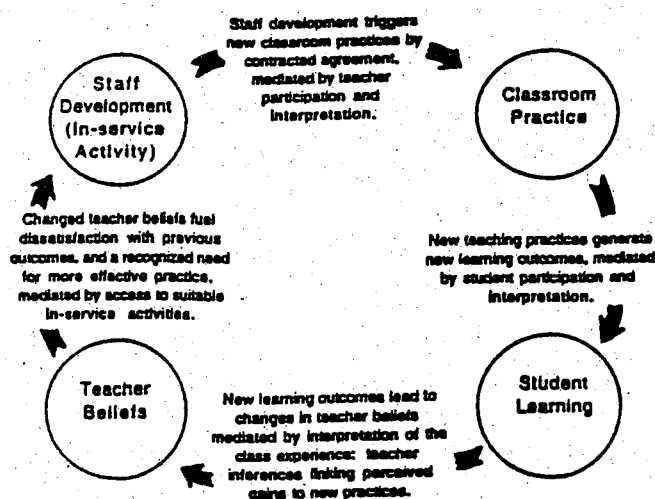 Staff development triggers
new classroom practices by
contracted agreement,
mediated by teacher
participation and
interpretation.
Staff
Development
(In-service
Activity)
Classroom
Practice
Changed teacher beliefs fuel
dissatisfaction with previous
outcomes, and a recognized need
for more effective practice,
mediated by access to suitable
in-service activities.
New teaching practices generate
new learning outcomes, mediated
by student participation and
interpretation.
Teacher
Beliefs
New learning outcomes lead to
changes in teacher beliefs
mediated by interpretation of the
class experience: teacher
inferences linking perceived
gains to new practices.
Student
Learning